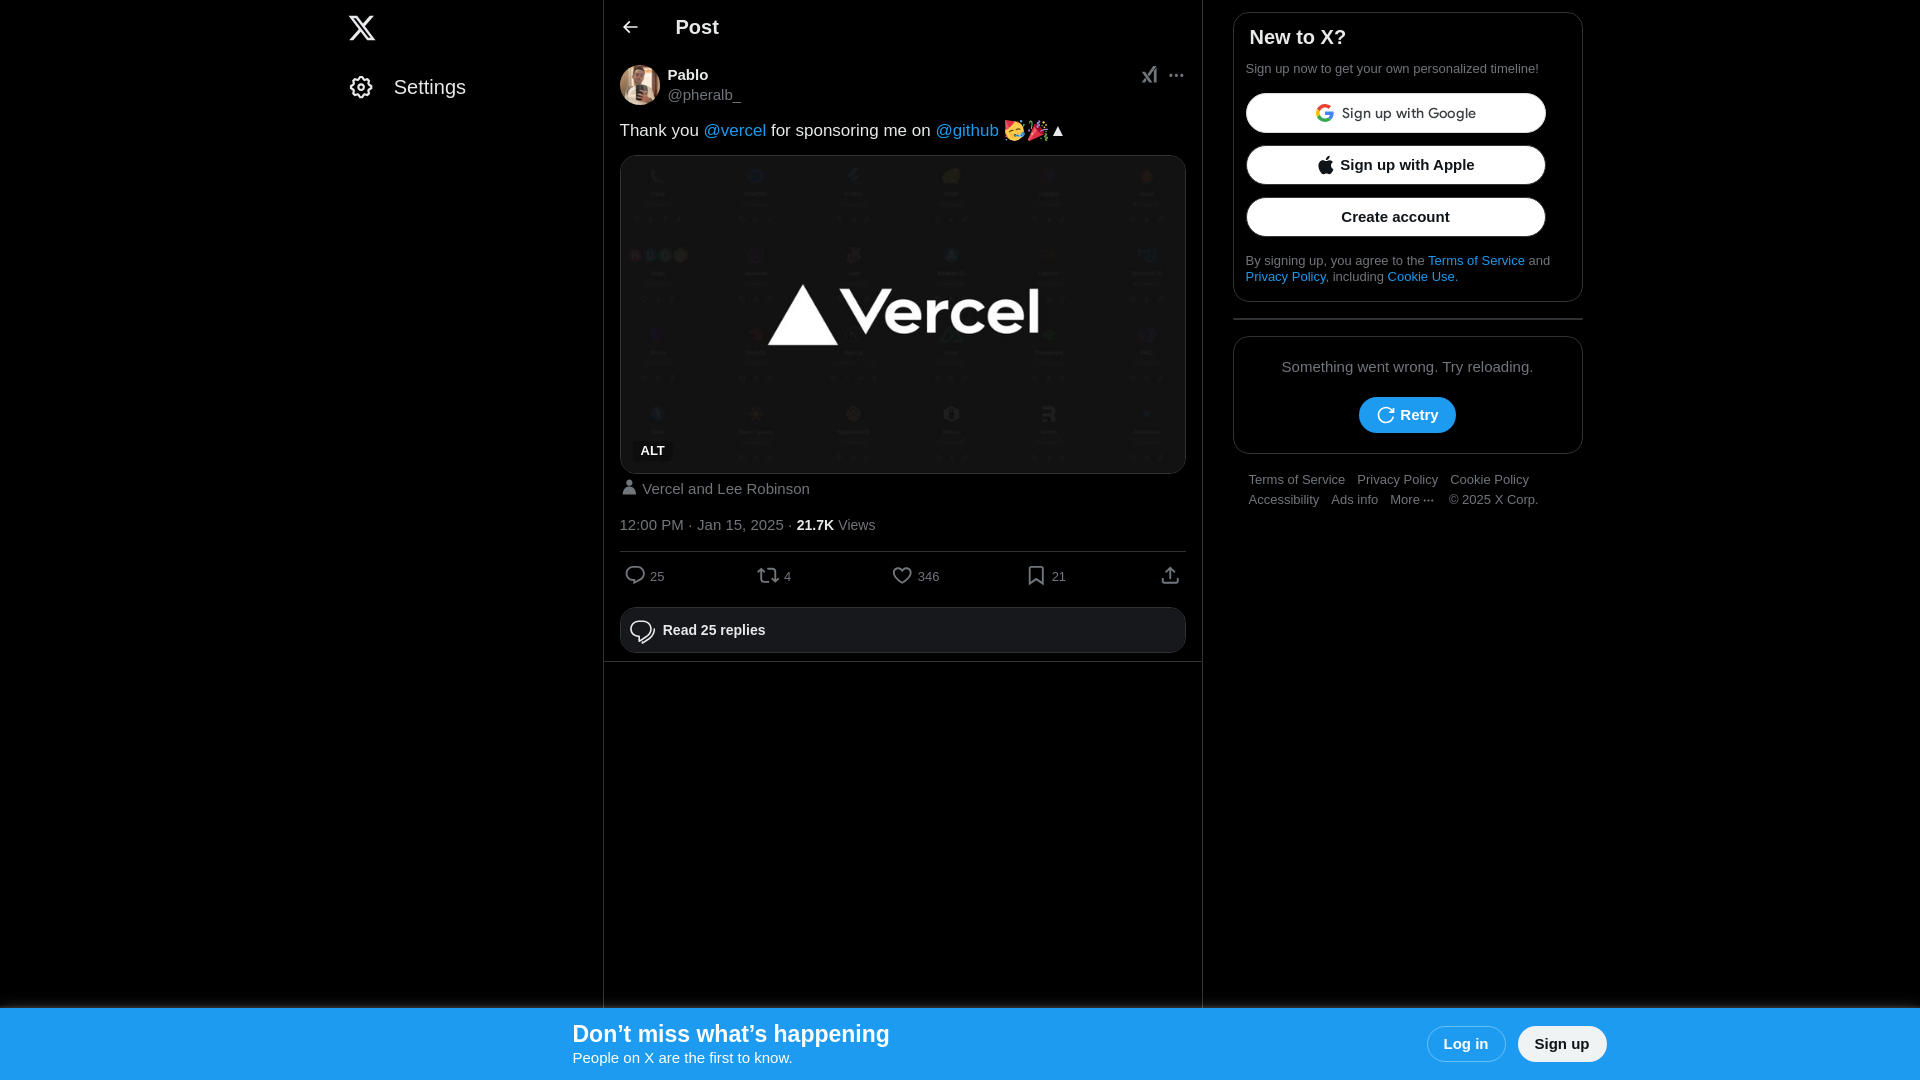 Settings
Post
Pablo
@pheralb_
Thank you @vercel for sponsoring me on @github 🥳🎉▲
Vercel
ALT
Vercel and Lee Robinson
12:00 PM · Jan 15, 2025 · 21.7K Views
25 4 346 21
Read 25 replies
New to X?
Sign up now to get your own personalized timeline!
Sign up with Google
Sign up with Apple
Create account
By signing up, you agree to the Terms of Service and
Privacy Policy, including Cookie Use.
Something went wrong. Try reloading.
Retry
Terms of Service Privacy Policy Cookie Policy
Accessibility Ads info More ··· © 2025 X Corp.
Don’t miss what’s happening
People on X are the first to know.
Log in
Sign up